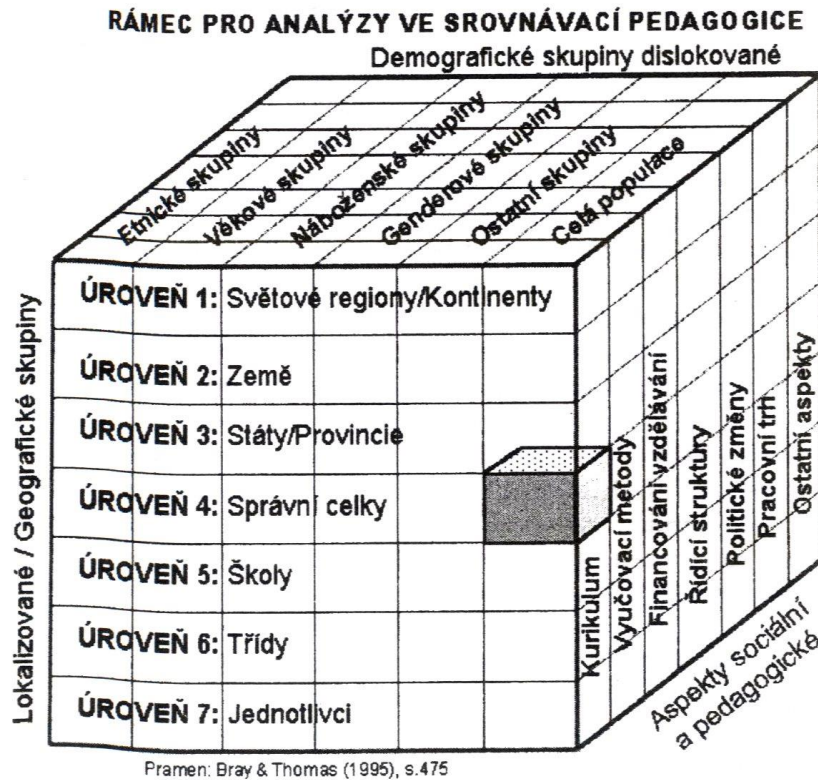 RÁMEC PRO ANALÝZY VE SROVNÁVACÍ PEDAGOGICE
Demografické skupiny dislokované
Etnické skupiny
Věkové skupiny
Náboženské skupiny
Genderové skupiny
Ostatní skupiny
Celá populace
Lokalizované / Geografické skupiny
ÚROVEŇ 1: Světové regiony/Kontinenty
ÚROVEŇ 2: Země
ÚROVEŇ 3: Státy/Provincie
ÚROVEŇ 4: Správní celky
ÚROVEŇ 5: Školy
ÚROVEŇ 6: Třídy
ÚROVEŇ 7: Jednotlivci
Kurikulum
Vyučovací metody
Financování vzdělávání
Řídící struktury
Politické změny
Pracovní trh
Ostatní aspekty
Aspekty sociální
a pedagogické
Pramen: Bray & Thomas (1995), s.475